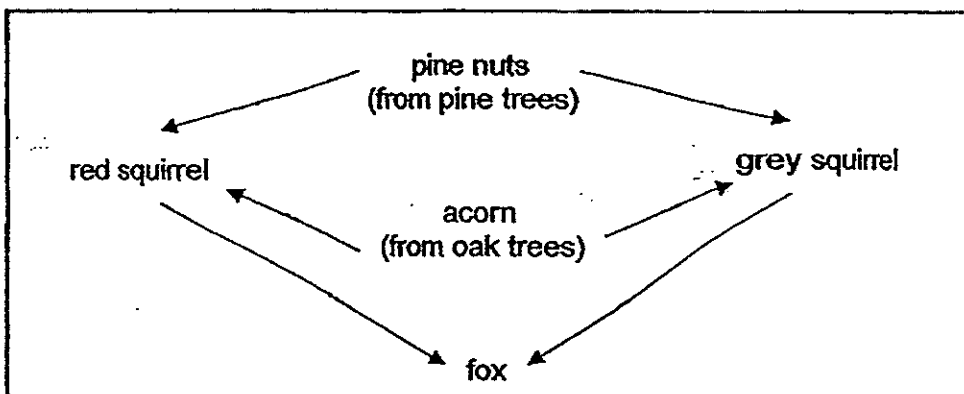 pine nuts
(from pine trees)
red squirrel
grey squirrel
acorn
(from oak trees)
fox